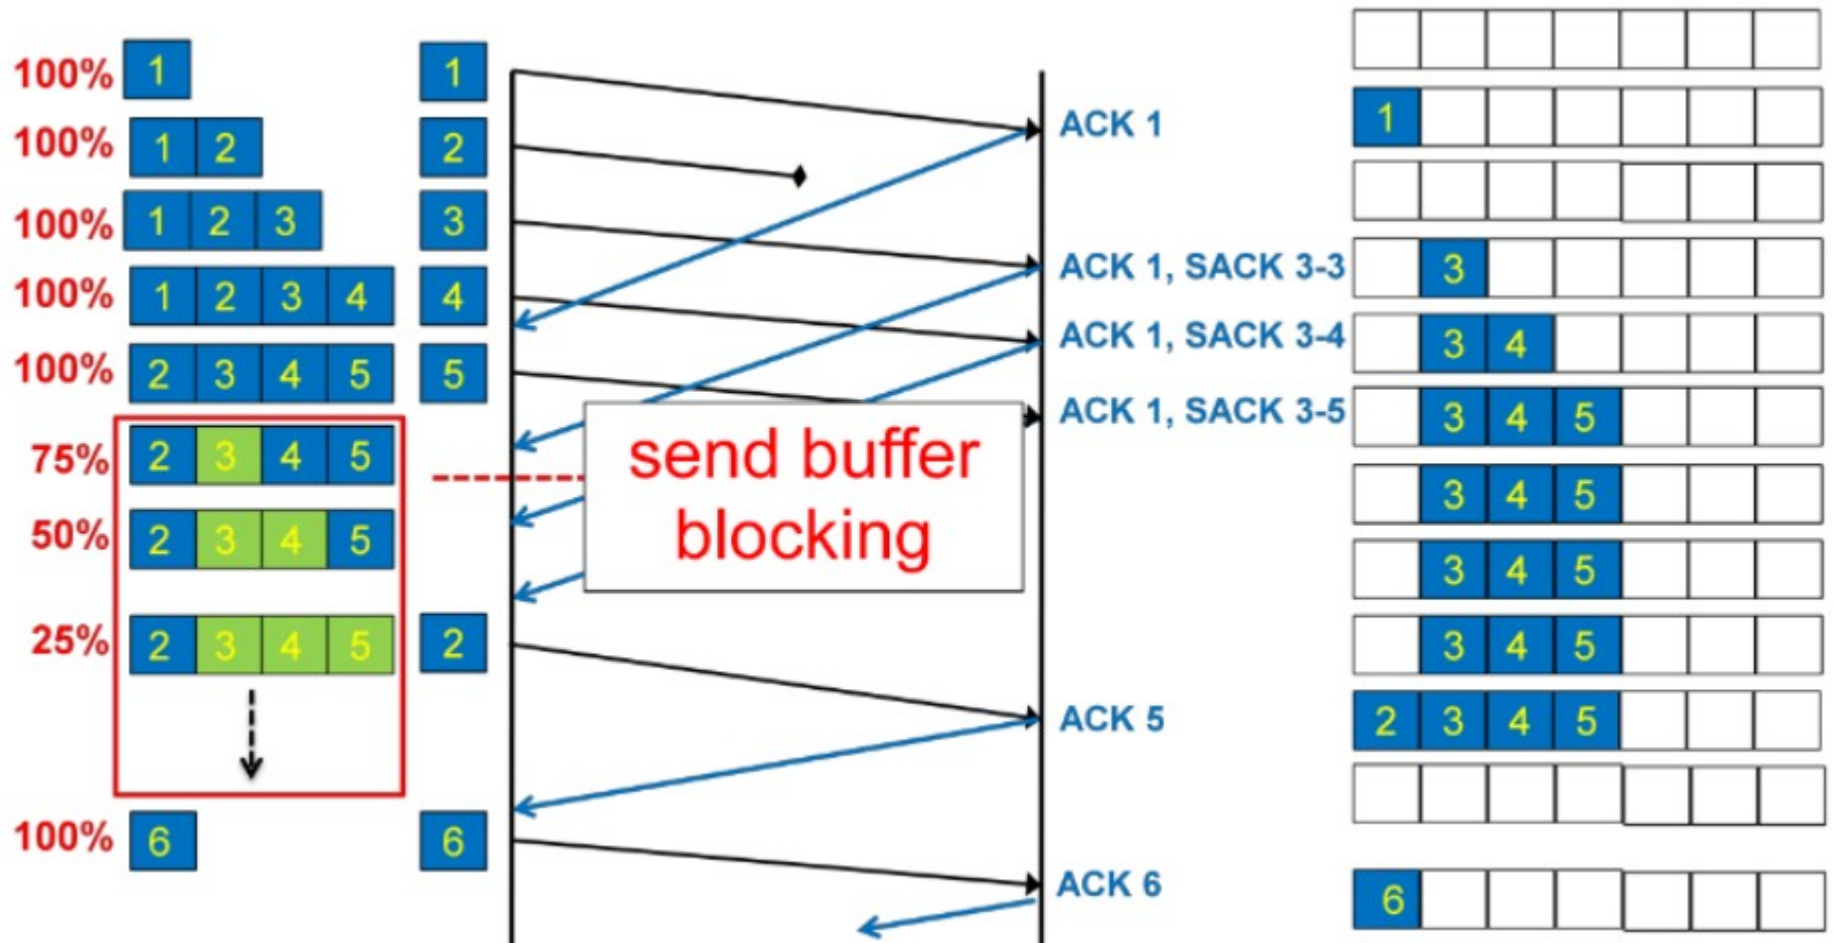 100% 1 1
ACK 1 1
100% 1 2 2
100% 1 2 3 3
ACK 1, SACK 3-3 3
100% 1 2 3 4 4
ACK 1, SACK 3-4 3 4
100% 2 3 4 5 5
ACK 1, SACK 3-5 3 4 5
75% 2 3 4 5
send buffer
blocking
3 4 5
50% 2 3 4 5
3 4 5
25% 2 3 4 5 2
3 4 5
ACK 5 2 3 4 5
100% 6 6
ACK 6 6